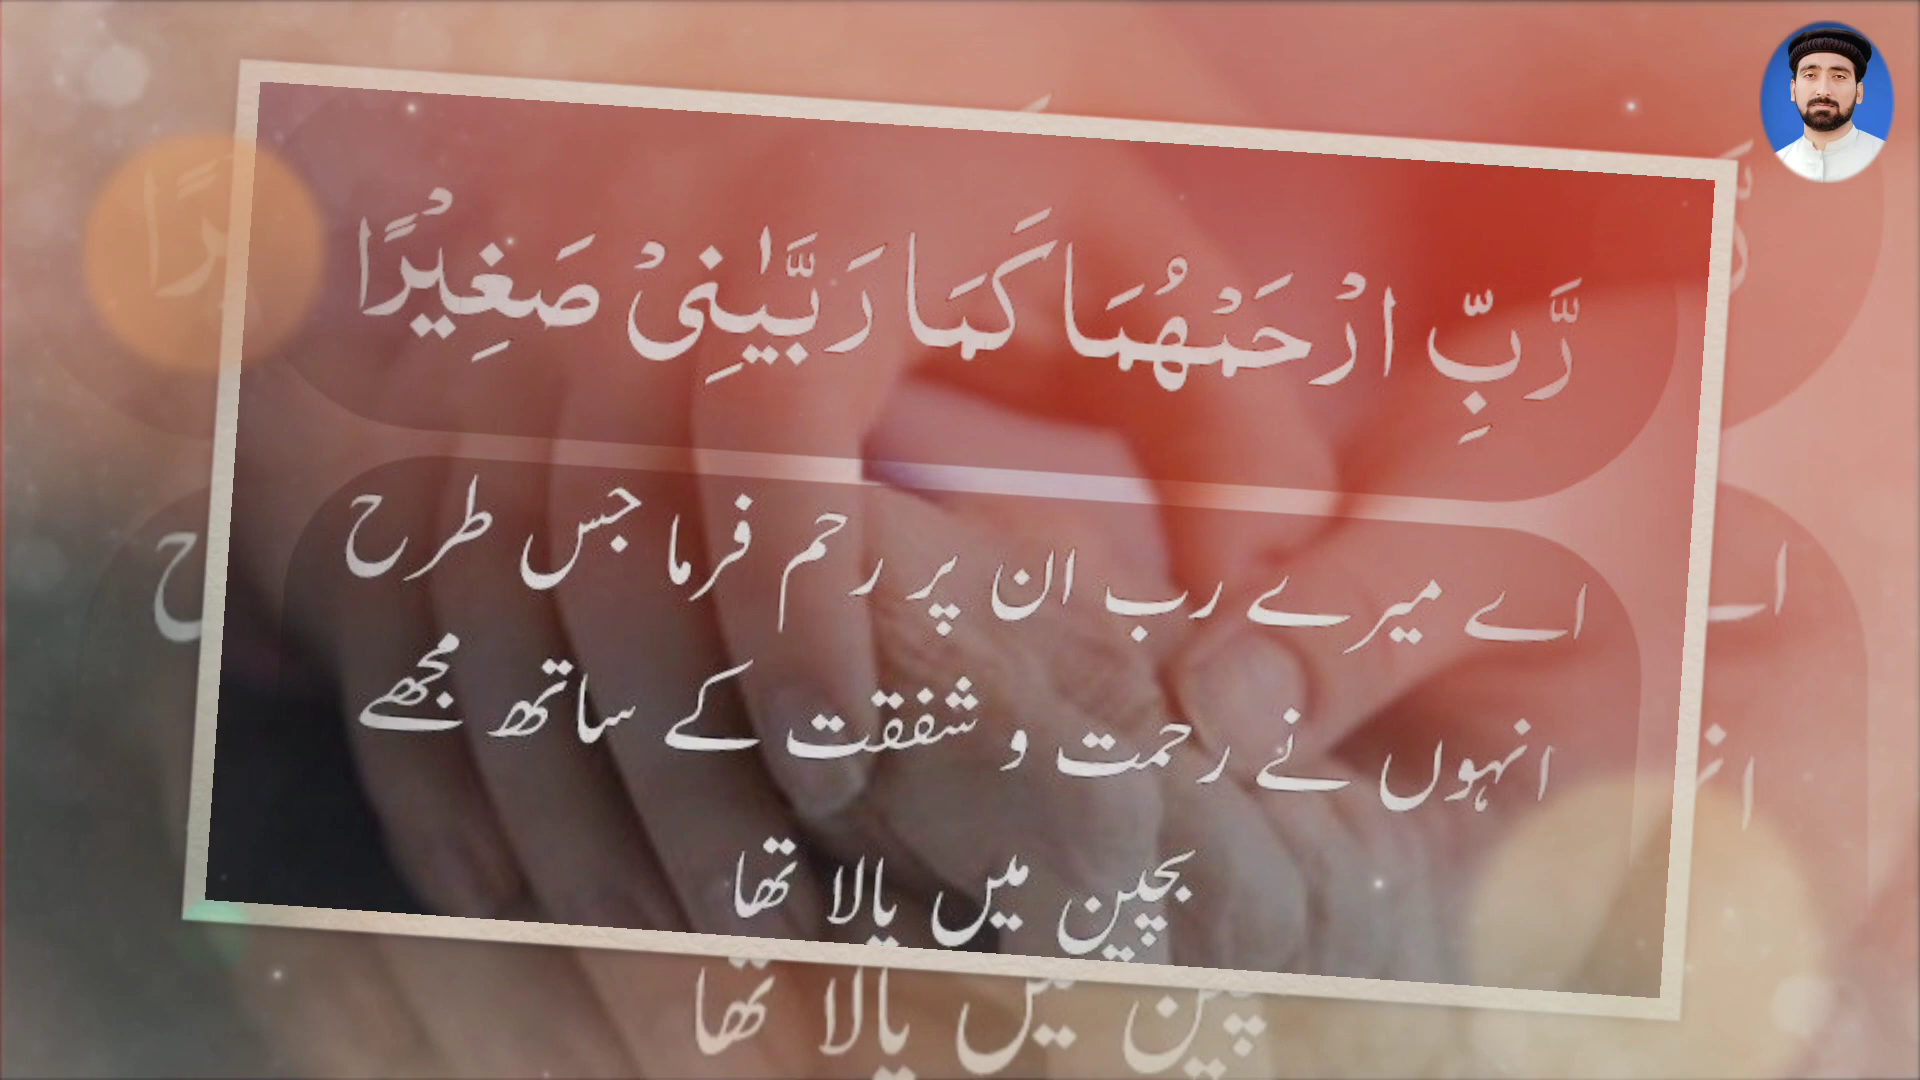 رَّبِّ ارْحَمْهُمَا كَمَا رَبَّيٰنِیْ صَغِيْرًا
اے میرے رب ان پر رحم فرما جس طرح
انہوں نے رحمت و شفقت کے ساتھ مجھے
بچپن میں پالا تھا